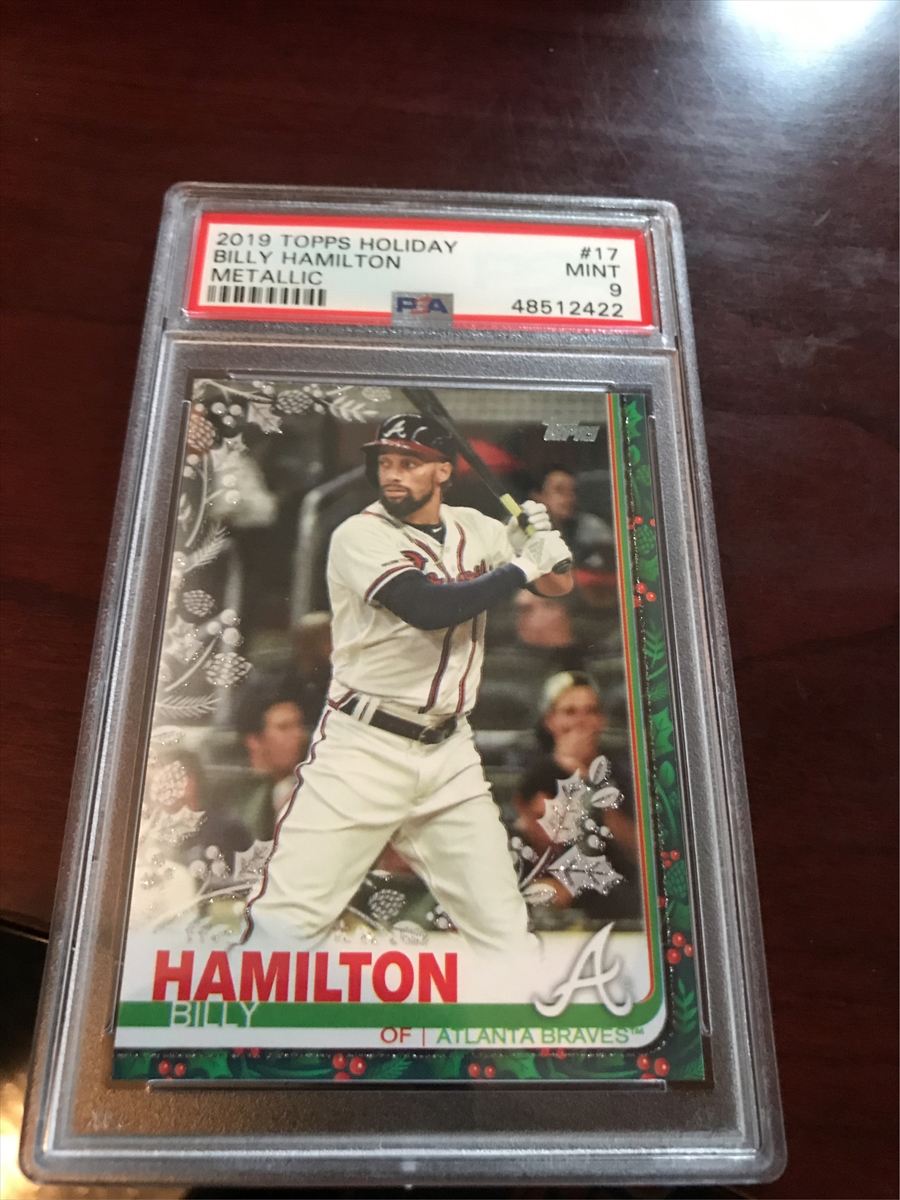 2019 TOPPS HOLIDAY #17
BILLY HAMILTON MINT
METALLIC 9
PSA 48512422
TOPPS
A
HAMILTON
BILLY
A
OF | ATLANTA BRAVES™